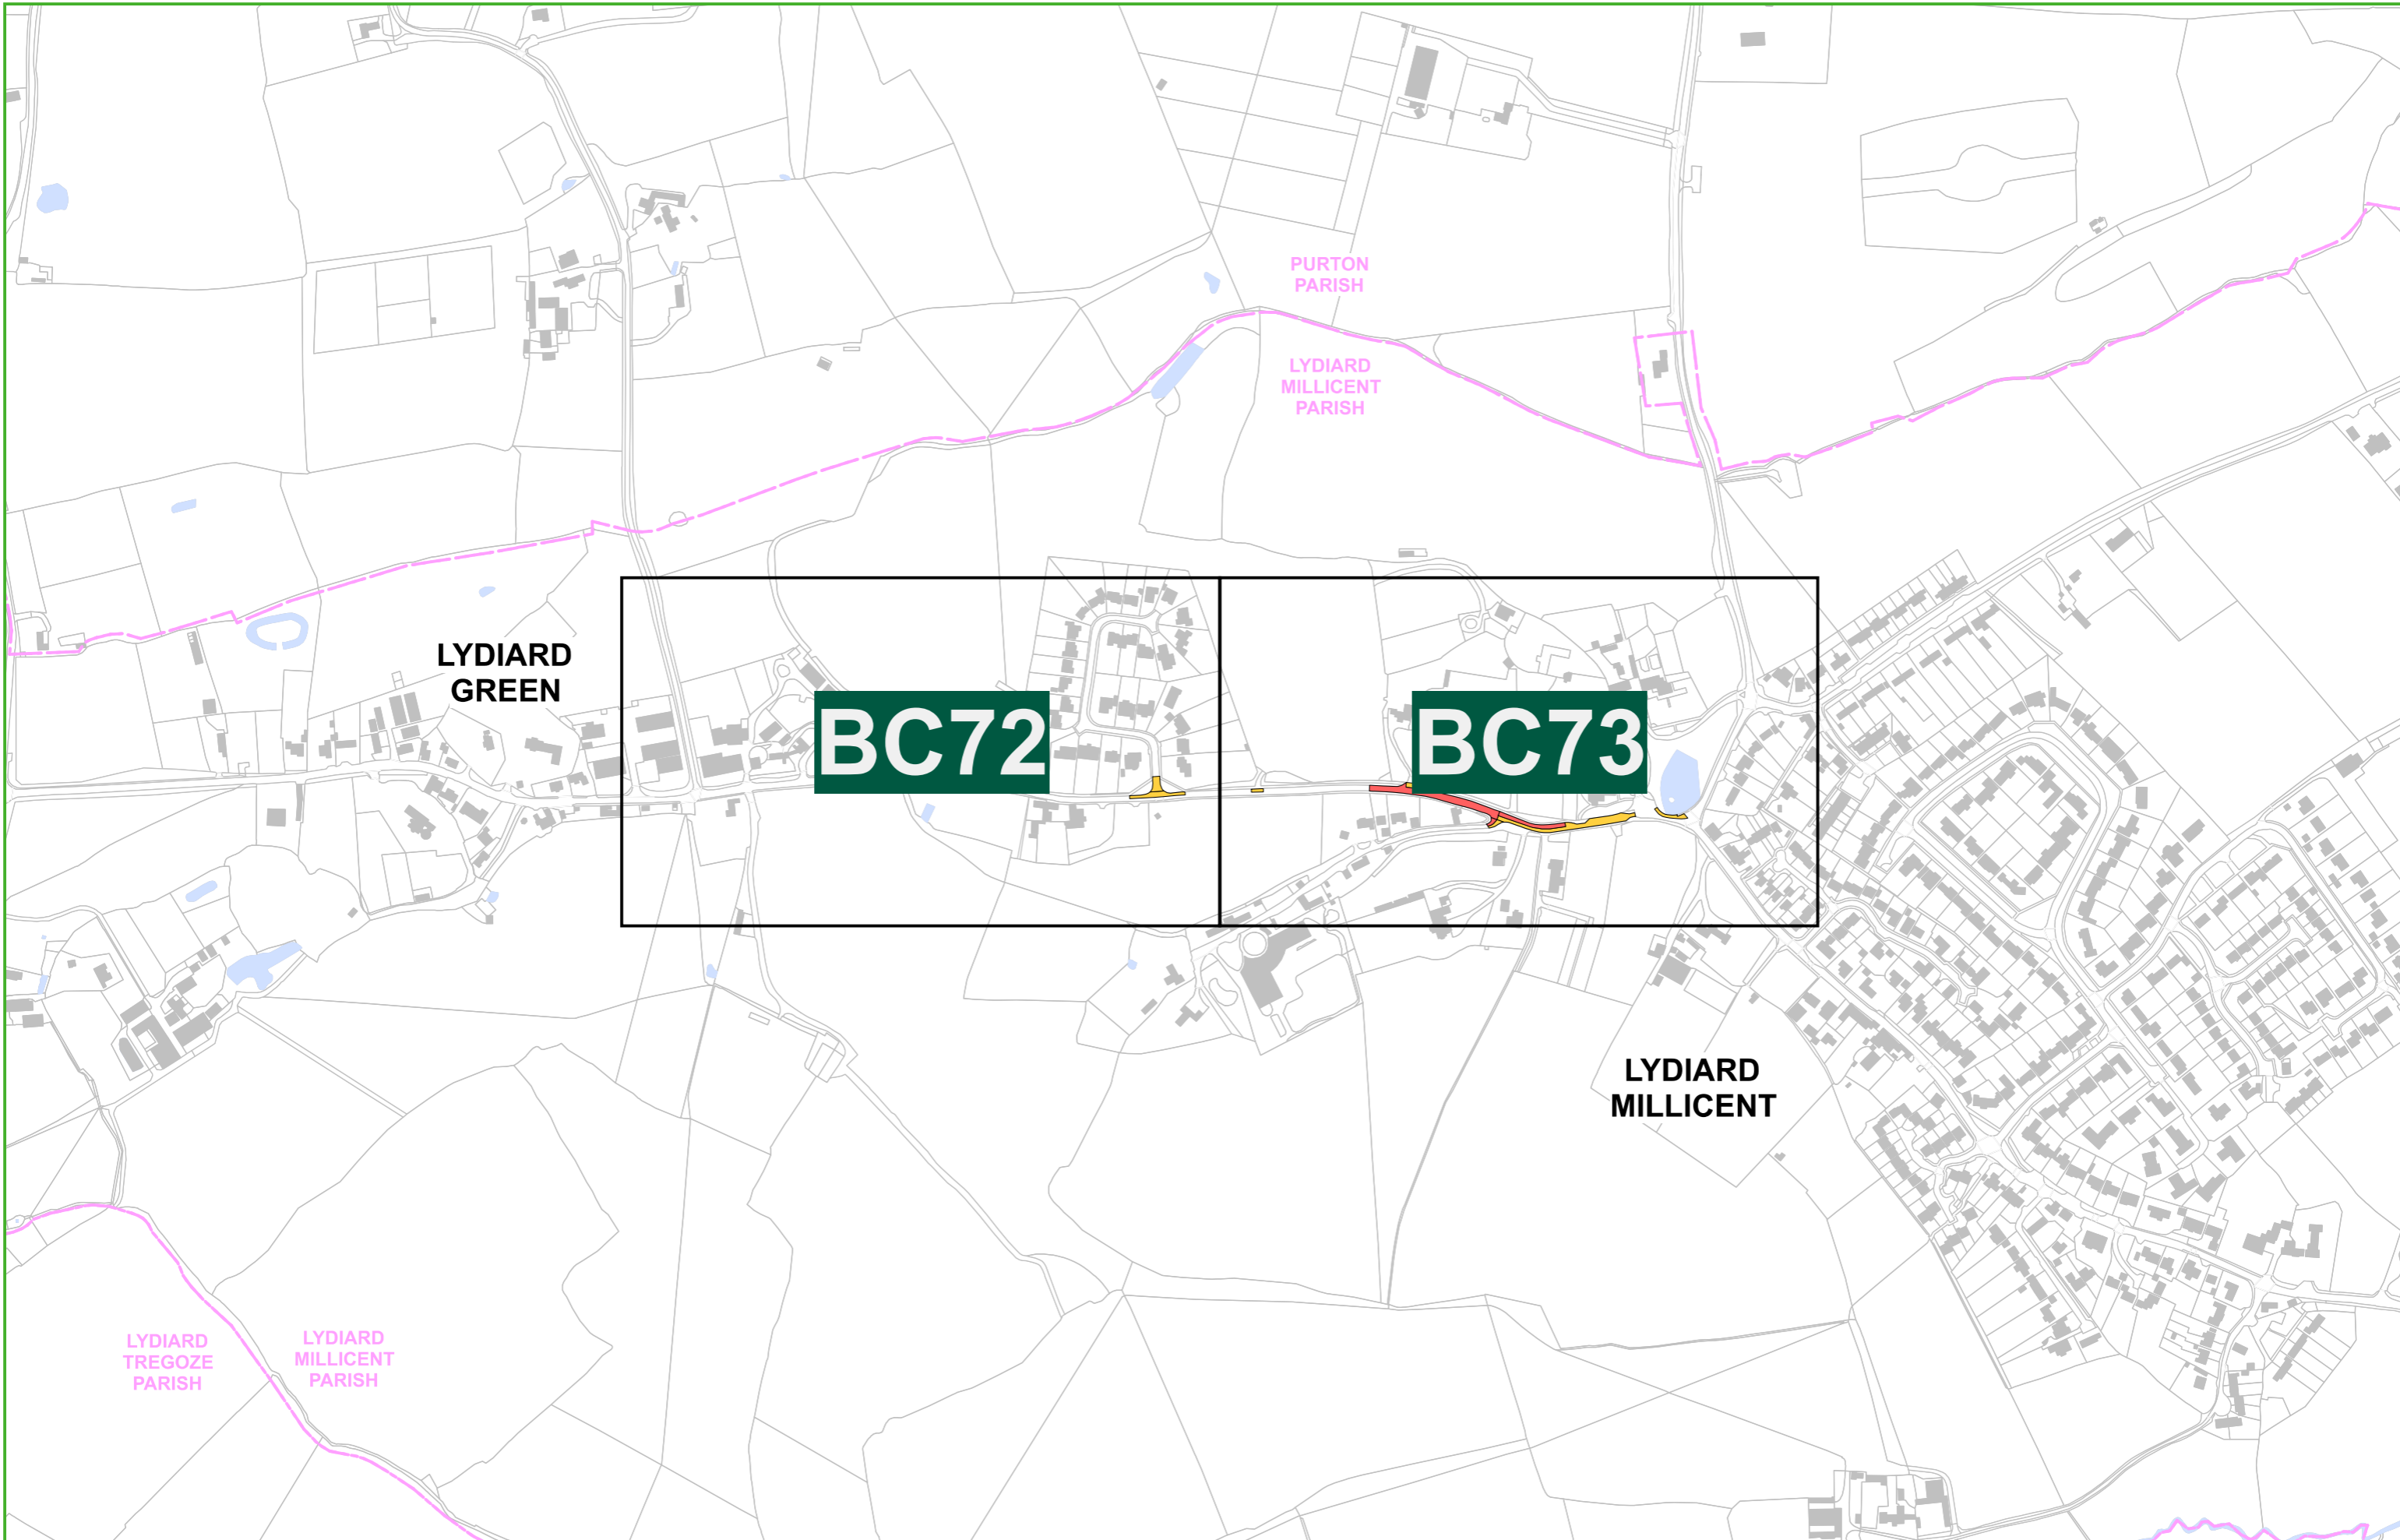 PURTON
PARISH
LYDIARD
MILLICENT
PARISH
LYDIARD
GREEN
BC72
BC73
LYDIARD
MILLICENT
LYDIARD
TREGOZE
PARISH
LYDIARD
MILLICENT
PARISH